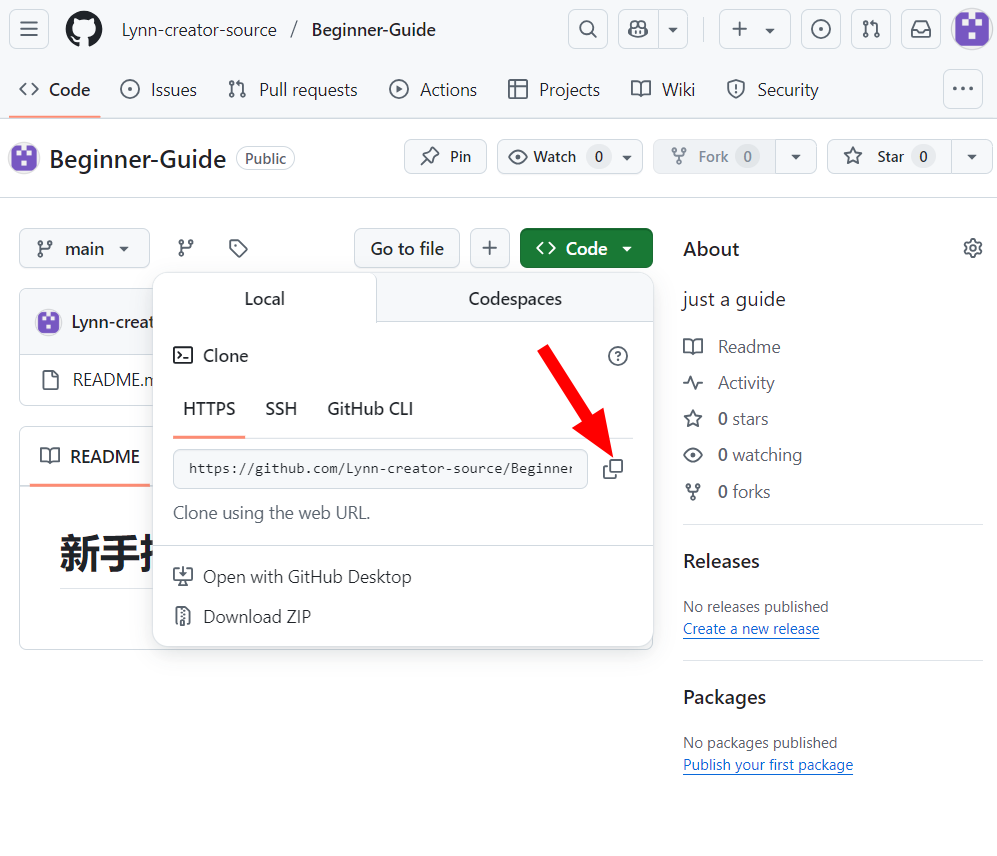 Lynn-creator-source / Beginner-Guide
Code Issues Pull requests Actions Projects Wiki Security
Beginner-Guide Public Pin Watch 0 Fork 0 Star 0
main Go to file Code
Local Codespaces
Lynn-creat
Clone
README.m
HTTPS SSH GitHub CLI
README
https://github.com/Lynn-creator-source/Beginner
Clone using the web URL.
新手
Open with GitHub Desktop
Download ZIP
About
just a guide
Readme
Activity
0 stars
0 watching
0 forks
Releases
No releases published
Create a new release
Packages
No packages published
Publish your first package